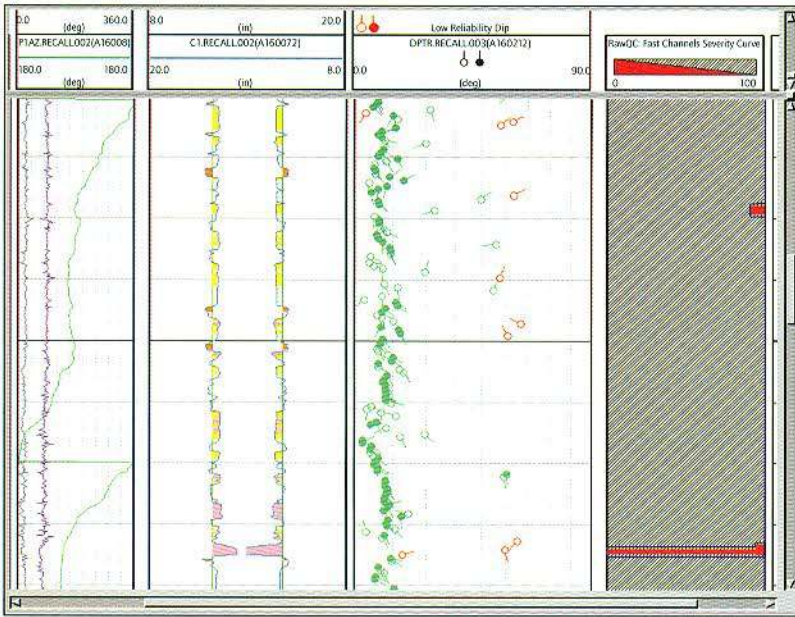 0.0 (deg) 360.0
P1AZ.RECALL.002(A16008)
180.0 (deg) 180.0
8.0 (in) 20.0
C1.RECALL.002(A160072)
20.0 (in) 8.0
Low Reliability Dip
DPTR.RECALL.003(A160212)
0.0 (deg) 90.0
RawQC: Fast Channels Severity Curve
0 100